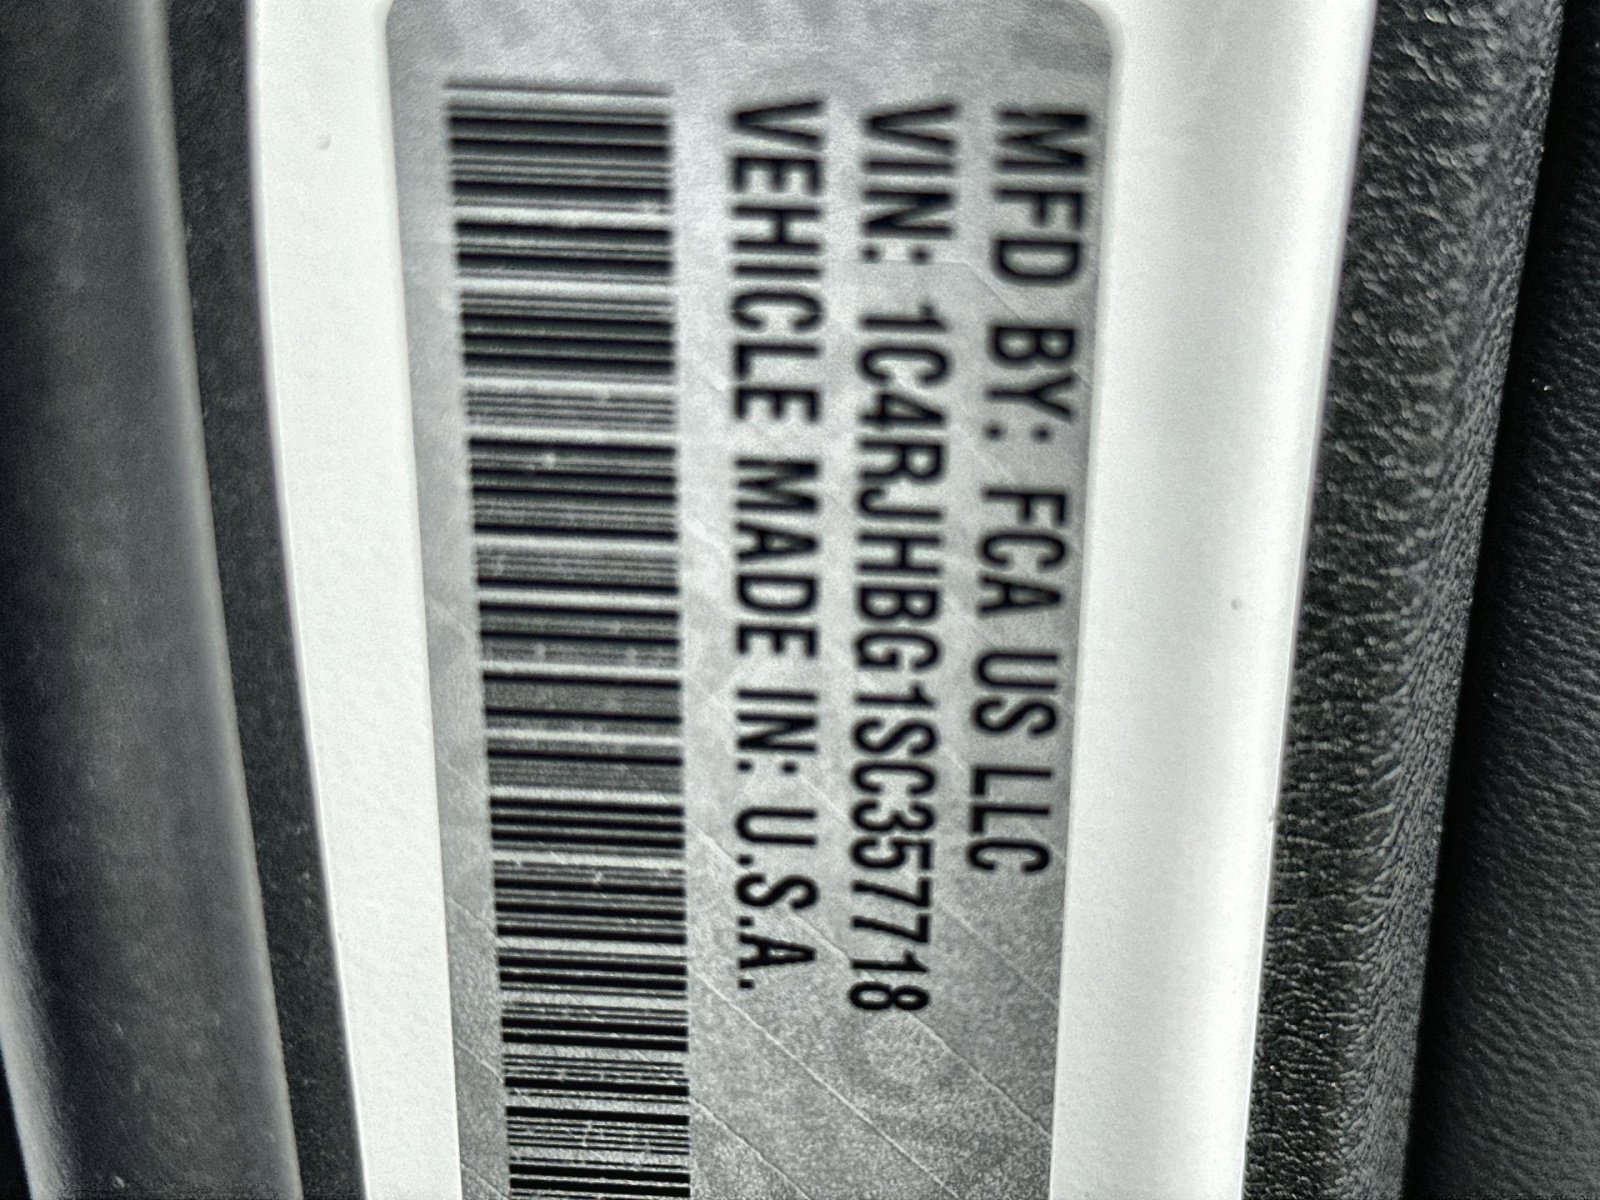 MFD BY: FCA US LLC
VIN: 1C4RJHBG1SC357718
VEHICLE MADE IN: U.S.A.